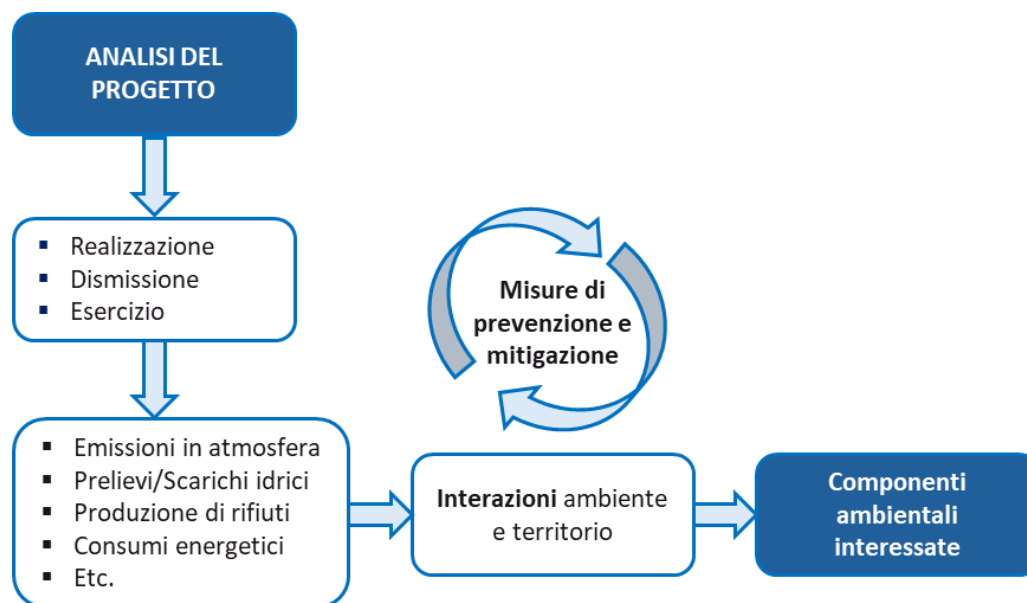 ANALISI DEL
PROGETTO
▪ Realizzazione
▪ Dismissione
▪ Esercizio
Misure di
prevenzione e
mitigazione
▪ Emissioni in atmosfera
▪ Prelievi/Scarichi idrici
▪ Produzione di rifiuti
▪ Consumi energetici
▪ Etc.
Interazioni ambiente
e territorio
Componenti
ambientali
interessate